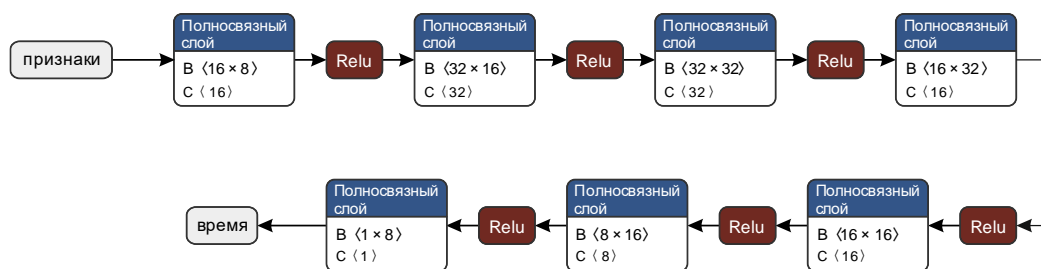 признаки
Полносвязный
слой
B ⟨16 × 8⟩
C ⟨ 16⟩
Relu
Полносвязный
слой
B ⟨32 × 16⟩
C ⟨ 32⟩
Relu
Полносвязный
слой
B ⟨32 × 32⟩
C ⟨ 32⟩
Relu
Полносвязный
слой
B ⟨16 × 32⟩
C ⟨ 16⟩
время
Полносвязный
слой
B ⟨1 × 8⟩
C ⟨ 1⟩
Relu
Полносвязный
слой
B ⟨8 × 16⟩
C ⟨ 8⟩
Relu
Полносвязный
слой
B ⟨16 × 16⟩
C ⟨ 16⟩
Relu